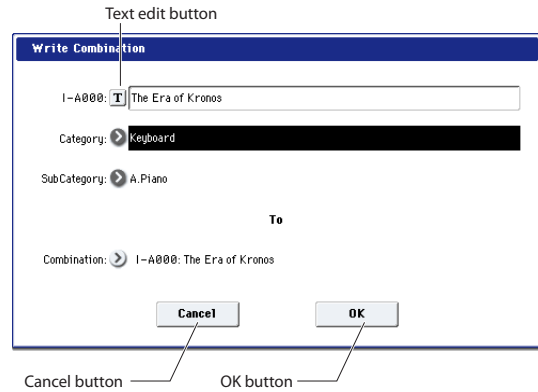 Text edit button
Write Combination
I-A000: T The Era of Kronos
Category: Keyboard
SubCategory: A.Piano
To
Combination: I-A000: The Era of Kronos
Cancel OK
Cancel button OK button